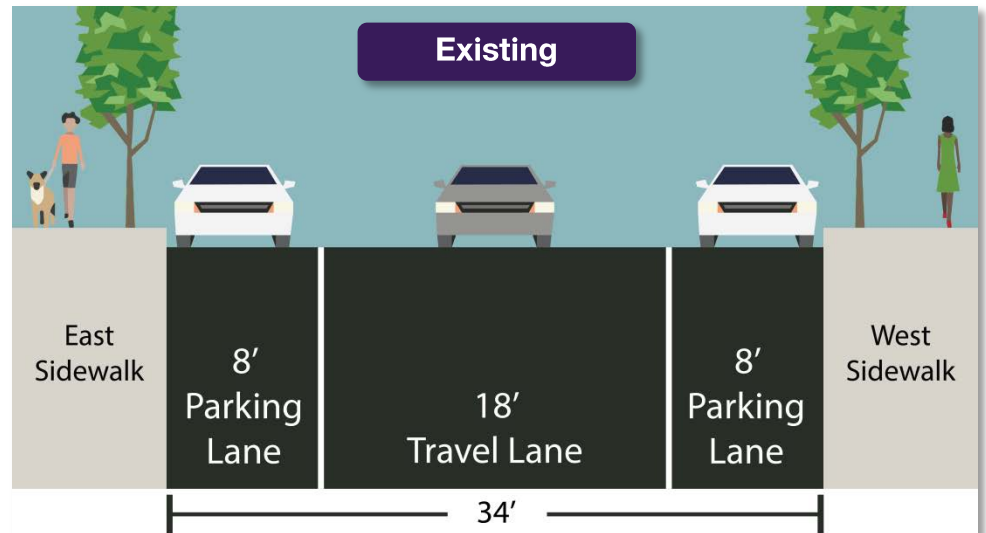 Existing
East
Sidewalk
8′
Parking
Lane
18′
Travel Lane
8′
Parking
Lane
West
Sidewalk
34′